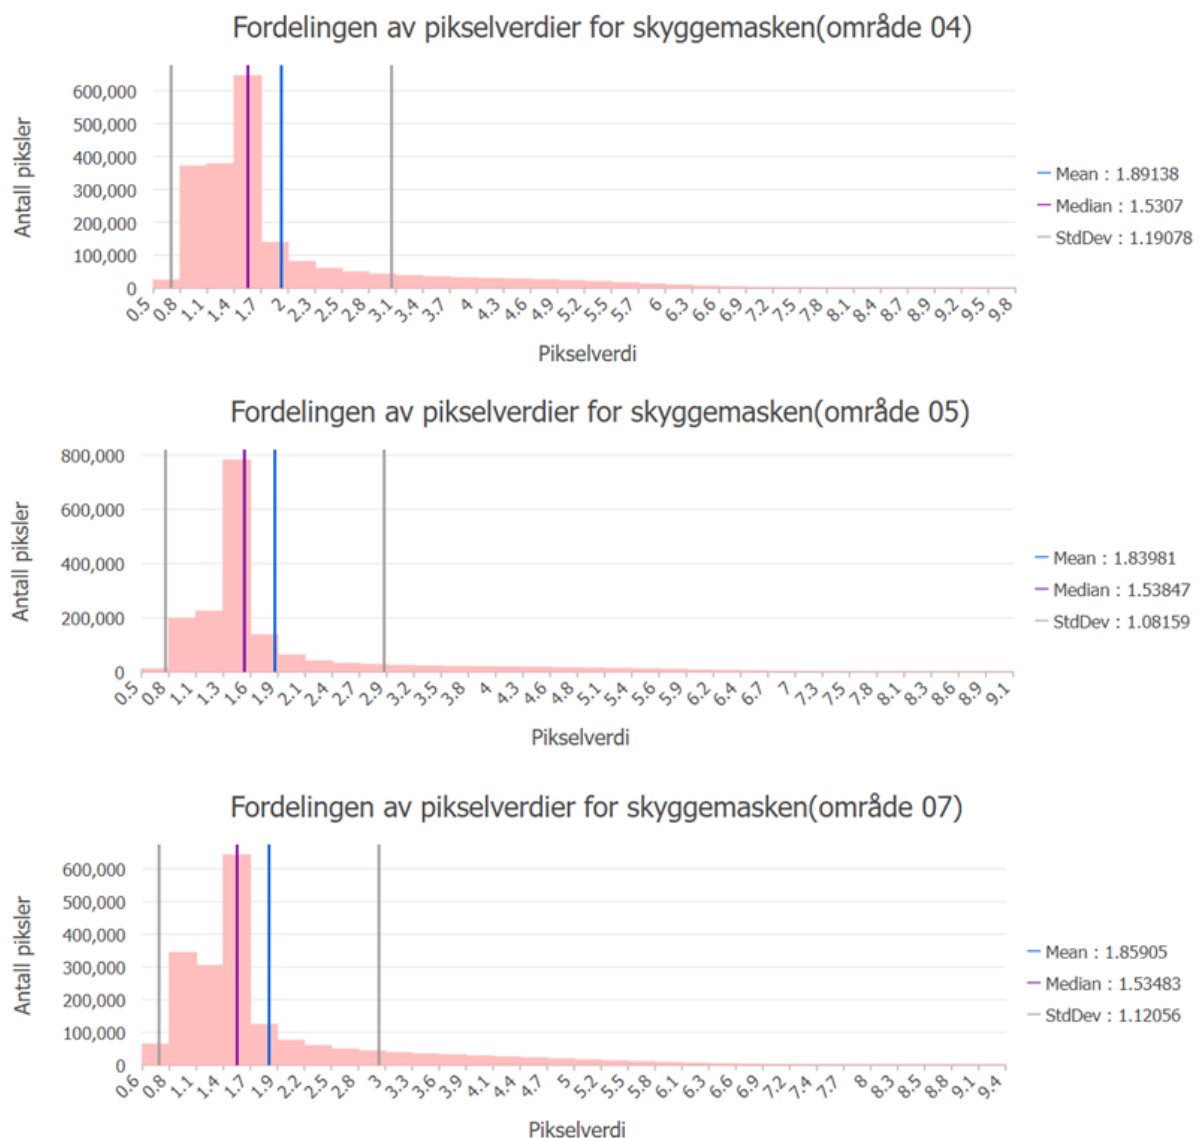 Fordelingen av pikselverdier for skyggemasken(område 04)
Antall piksler
600,000
500,000
400,000
300,000
200,000
100,000
0
0.5 0.8 1.1 1.4 1.7 2 2.3 2.5 2.8 3.1 3.4 3.7 4 4.3 4.6 4.9 5.2 5.5 5.7 6 6.3 6.6 6.9 7.2 7.5 7.8 8.1 8.4 8.7 8.9 9.2 9.5 9.8
Pikselverdi
Mean : 1.89138
Median : 1.5307
StdDev : 1.19078
Fordelingen av pikselverdier for skyggemasken(område 05)
Antall piksler
800,000
600,000
400,000
200,000
0
0.5 0.8 1.1 1.3 1.6 1.9 2.1 2.4 2.7 2.9 3.2 3.5 3.8 4 4.3 4.6 4.8 5.1 5.4 5.6 5.9 6.2 6.4 6.7 7 7.3 7.5 7.8 8.1 8.3 8.6 8.9 9.1
Pikselverdi
Mean : 1.83981
Median : 1.53847
StdDev : 1.08159
Fordelingen av pikselverdier for skyggemasken(område 07)
Antall piksler
600,000
500,000
400,000
300,000
200,000
100,000
0
0.6 0.8 1.1 1.4 1.7 1.9 2.2 2.5 2.8 3 3.3 3.6 3.9 4.1 4.4 4.7 5 5.2 5.5 5.8 6.1 6.3 6.6 6.9 7.2 7.4 7.7 8 8.3 8.5 8.8 9.1 9.4
Pikselverdi
Mean : 1.85905
Median : 1.53483
StdDev : 1.12056